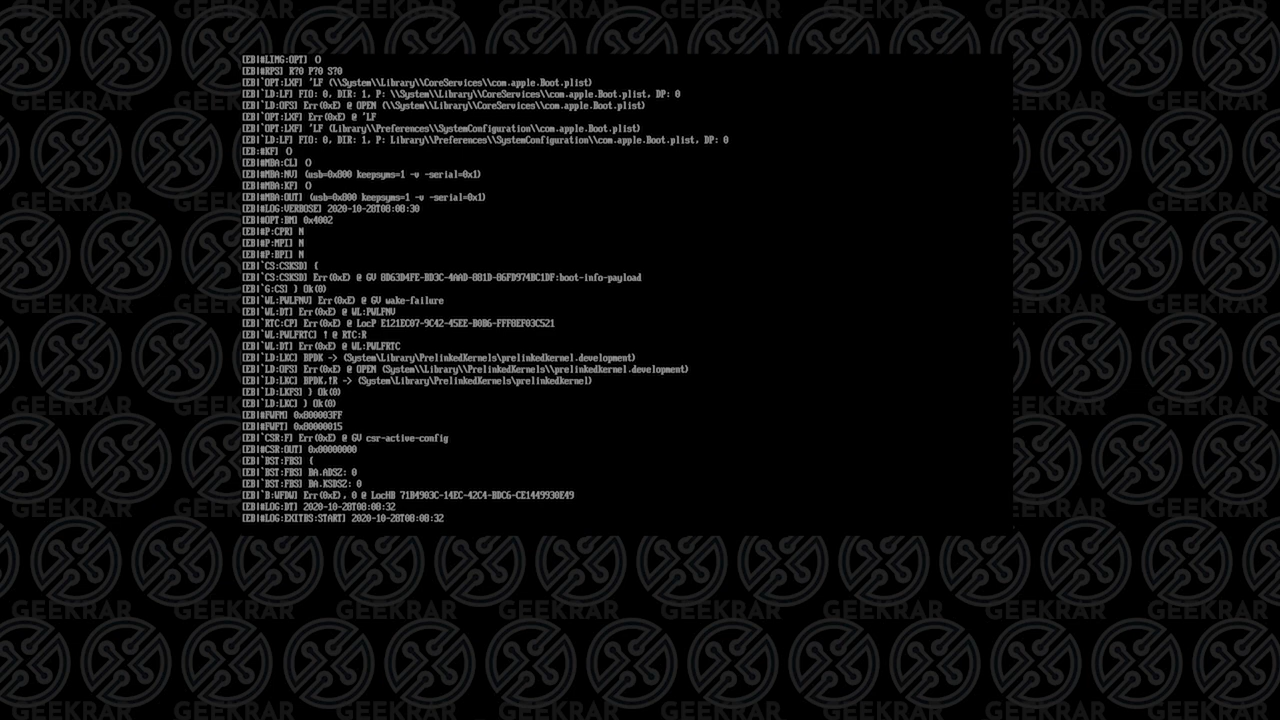 [EB|#LIMG:OPT] ()
[EB|#RPS] R?0 P?0 S?0
[EB|`OPT:LXF] 'LF (\\System\\Library\\CoreServices\\com.apple.Boot.plist)
[EB|`LD:LF] FIO: 0, DIR: 1, P: \\System\\Library\\CoreServices\\com.apple.Boot.plist, DP: 0
[EB|`LD:OFS] Err(0xE) @ OPEN (\\System\\Library\\CoreServices\\com.apple.Boot.plist)
[EB|`OPT:LXF] Err(0xE) @ 'LF
[EB|`OPT:LXF] 'LF (Library\\Preferences\\SystemConfiguration\\com.apple.Boot.plist)
[EB|`LD:LF] FIO: 0, DIR: 1, P: Library\\Preferences\\SystemConfiguration\\com.apple.Boot.plist, DP: 0
[EB:#KF] ()
[EB|#MBA:CL] ()
[EB|#MBA:NV] (usb=0x800 keepsyms=1 -v -serial=0x1)
[EB|#MBA:KF] ()
[EB|#MBA:OUT] (usb=0x800 keepsyms=1 -v -serial=0x1)
[EB|#LOG:VERBOSE] 2020-10-28T08:08:30
[EB|#OPT:BM] 0x4002
[EB|#P:CPR] N
[EB|#P:MPI] N
[EB|#P:BPI] N
[EB|`CS:CSKSD] {
[EB|`CS:CSKSD] Err(0xE) @ GV 8D63D4FE-BD3C-4AAD-881D-86FD974BC1DF:boot-info-payload
[EB|`G:CS] } Ok(0)
[EB|`WL:PWLFNV] Err(0xE) @ GV wake-failure
[EB|`WL:DT] Err(0xE) @ WL:PWLFNV
[EB|`RTC:CP] Err(0xE) @ LocP E121EC07-9C42-45EE-B0B6-FFF8EF03C521
[EB|`WL:PWLFRTC] ! @ RTC:R
[EB|`WL:DT] Err(0xE) @ WL:PWLFRTC
[EB|`LD:LKC] BPDK -> (System\Library\PrelinkedKernels\prelinkedkernel.development)
[EB|`LD:OFS] Err(0xE) @ OPEN (System\\Library\\PrelinkedKernels\\prelinkedkernel.development)
[EB|`LD:LKC] BPDK,!R -> (System\Library\PrelinkedKernels\prelinkedkernel)
[EB|`LD:LKFS] } Ok(0)
[EB|`LD:LKC] } Ok(0)
[EB|#FWFM] 0x800003FF
[EB|#FWFT] 0x80000015
[EB|`CSR:F] Err(0xE) @ GV csr-active-config
[EB|#CSR:OUT] 0x00000000
[EB|`BST:FBS] {
[EB|`BST:FBS] BA.ADSZ: 0
[EB|`BST:FBS] BA.KSDSZ: 0
[EB|`B:WFDW] Err(0xE), 0 @ LocHB 71B4903C-14EC-42C4-BDC6-CE1449930E49
[EB|#LOG:DT] 2020-10-28T08:08:32
[EB|#LOG:EXITBS:START] 2020-10-28T08:08:32
GEEKRAR